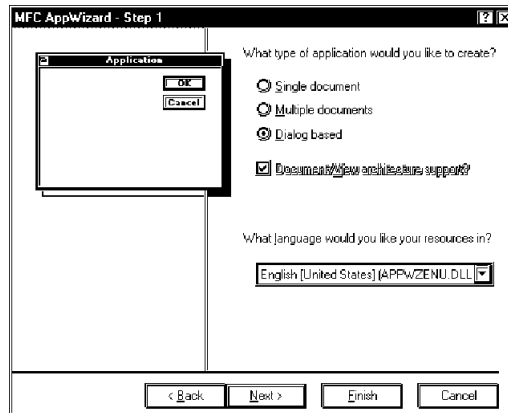 MFC AppWizard - Step 1
Application
OK
Cancel
What type of application would you like to create?
Single document
Multiple documents
Dialog based
Document/View architecture support?
What language would you like your resources in?
English [United States] (APPWZENU.DLL
< Back
Next >
Finish
Cancel